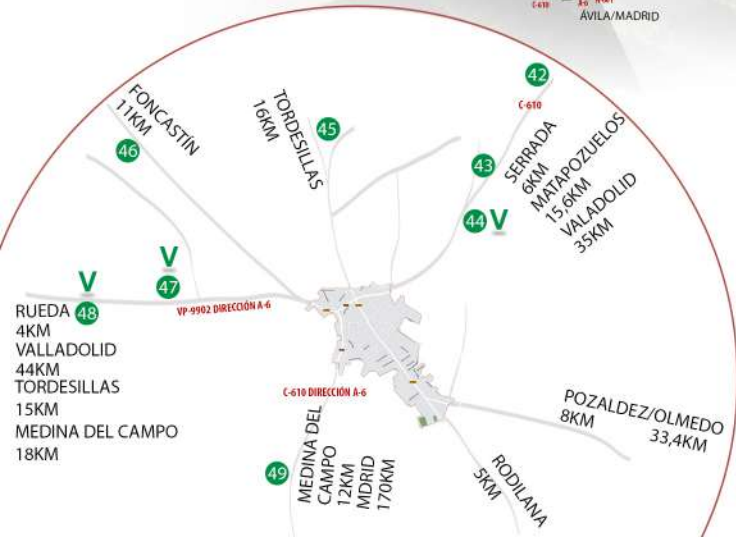 ÁVILA/MADRID
42
C-610
FONCASTÍN
11KM
46
TORDESILLAS
16KM
45
43
SERRADA
6KM
MATAPOZUELOS
15,6KM
VALADOLID
35KM
44 V
V
47
V
48
RUEDA
4KM
VALLADOLID
44KM
TORDESILLAS
15KM
MEDINA DEL CAMPO
18KM
VP-9902 DIRECCIÓN A-6
C-610 DIRECCIÓN A-6
49
MEDINA DEL
CAMPO
12KM
MDRID
170KM
RODILANA
5KM
POZALDEZ/OLMEDO
8KM 33,4KM